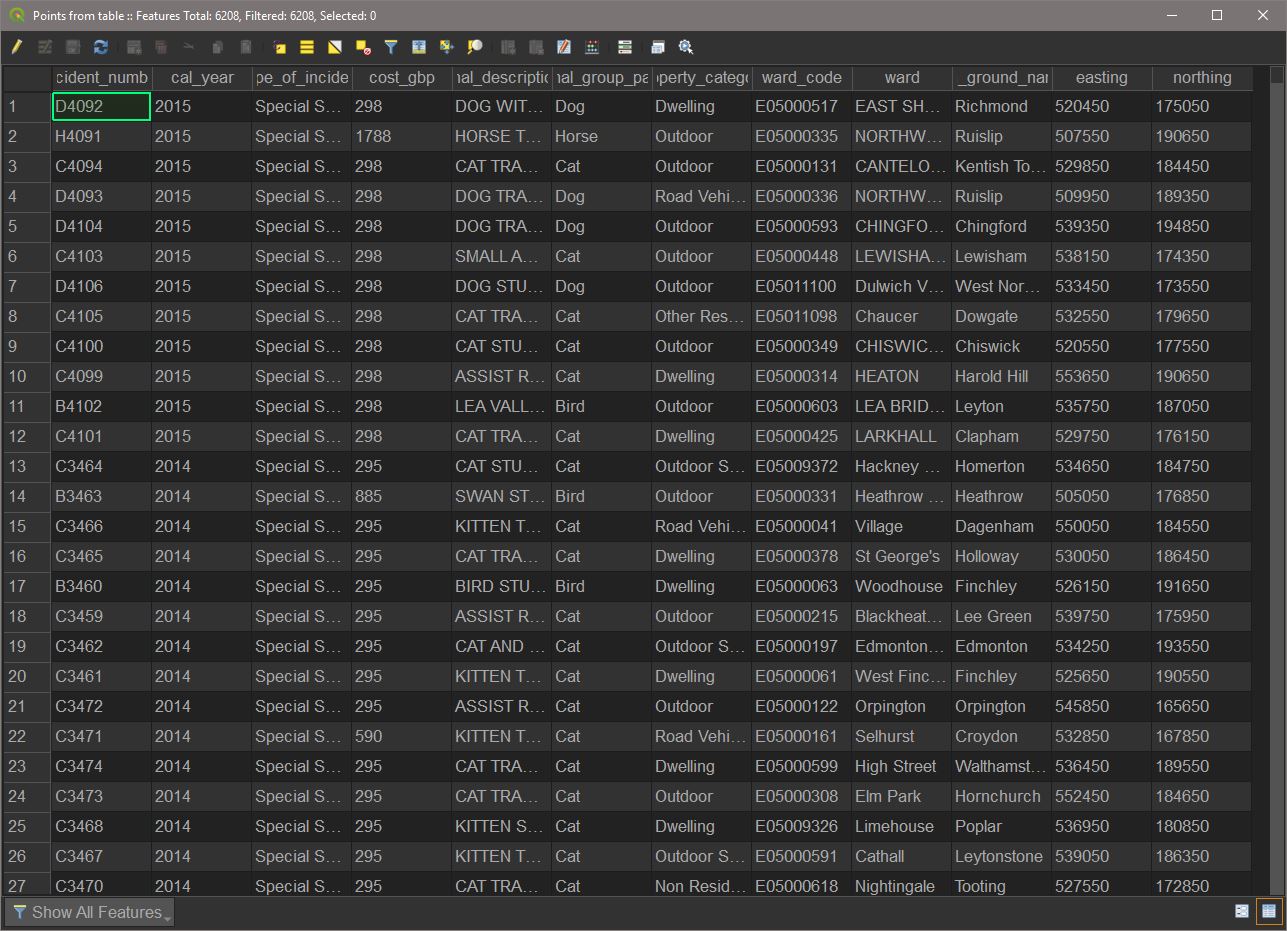 Points from table :: Features Total: 6208, Filtered: 6208, Selected: 0
cident_numb cal_year pe_of_incide cost_gbp nal_descriptic nal_group_pa operty_catego ward_code ward _ground_nar easting northing
1 D4092 2015 Special S... 298 DOG WIT... Dog Dwelling E05000517 EAST SH... Richmond 520450 175050
2 H4091 2015 Special S... 1788 HORSE T... Horse Outdoor E05000335 NORTHW... Ruislip 507550 190650
3 C4094 2015 Special S... 298 CAT TRA... Cat Outdoor E05000131 CANTELO... Kentish To... 529850 184450
4 D4093 2015 Special S... 298 DOG TRA... Dog Road Vehi... E05000336 NORTHW... Ruislip 509950 189350
5 D4104 2015 Special S... 298 DOG TRA... Dog Outdoor E05000593 CHINGFO... Chingford 539350 194850
6 C4103 2015 Special S... 298 SMALL A... Cat Outdoor E05000448 LEWISHA... Lewisham 538150 174350
7 D4106 2015 Special S... 298 DOG STU... Dog Outdoor E05011100 Dulwich V... West Nor... 533450 173550
8 C4105 2015 Special S... 298 CAT TRA... Cat Other Res... E05011098 Chaucer Dowgate 532550 179650
9 C4100 2015 Special S... 298 CAT STU... Cat Outdoor E05000349 CHISWIC... Chiswick 520550 177550
10 C4099 2015 Special S... 298 ASSIST R... Cat Dwelling E05000314 HEATON Harold Hill 553650 190650
11 B4102 2015 Special S... 298 LEA VALL... Bird Outdoor E05000603 LEA BRID... Leyton 535750 187050
12 C4101 2015 Special S... 298 CAT TRA... Cat Dwelling E05000425 LARKHALL Clapham 529750 176150
13 C3464 2014 Special S... 295 CAT STU... Cat Outdoor S... E05009372 Hackney ... Homerton 534650 184750
14 B3463 2014 Special S... 885 SWAN ST... Bird Outdoor E05000331 Heathrow ... Heathrow 505050 176850
15 C3466 2014 Special S... 295 KITTEN T... Cat Road Vehi... E05000041 Village Dagenham 550050 184550
16 C3465 2014 Special S... 295 CAT TRA... Cat Dwelling E05000378 St George's Holloway 530050 186450
17 B3460 2014 Special S... 295 BIRD STU... Bird Dwelling E05000063 Woodhouse Finchley 526150 191650
18 C3459 2014 Special S... 295 ASSIST R... Cat Outdoor E05000215 Blackheat... Lee Green 539750 175950
19 C3462 2014 Special S... 295 CAT AND ... Cat Outdoor S... E05000197 Edmonton... Edmonton 534250 193550
20 C3461 2014 Special S... 295 KITTEN T... Cat Dwelling E05000061 West Finc... Finchley 525650 190550
21 C3472 2014 Special S... 295 ASSIST R... Cat Outdoor E05000122 Orpington Orpington 545850 165650
22 C3471 2014 Special S... 590 KITTEN T... Cat Road Vehi... E05000161 Selhurst Croydon 532850 167850
23 C3474 2014 Special S... 295 CAT TRA... Cat Dwelling E05000599 High Street Walthamst... 536450 189550
24 C3473 2014 Special S... 295 CAT TRA... Cat Outdoor E05000308 Elm Park Hornchurch 552450 184650
25 C3468 2014 Special S... 295 KITTEN S... Cat Dwelling E05009326 Limehouse Poplar 536950 180850
26 C3467 2014 Special S... 295 KITTEN T... Cat Outdoor S... E05000591 Cathall Leytonstone 539050 186350
27 C3470 2014 Special S... 295 CAT TRA... Cat Non Resid... E05000618 Nightingale Tooting 527550 172850
Show All Features